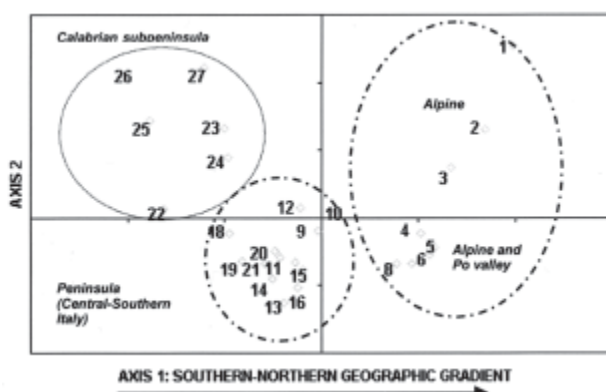 Calabrian suboeninsula
1
26 27
Alpine
25 23 2
24 3
22 12 10
18 9 4
20 5
19 21 11 15 8 6
Alpine and
Po valley
14
13 16
Peninsula
(Central-Southern
Italy)
AXIS 2
AXIS 1: SOUTHERN-NORTHERN GEOGRAPHIC GRADIENT